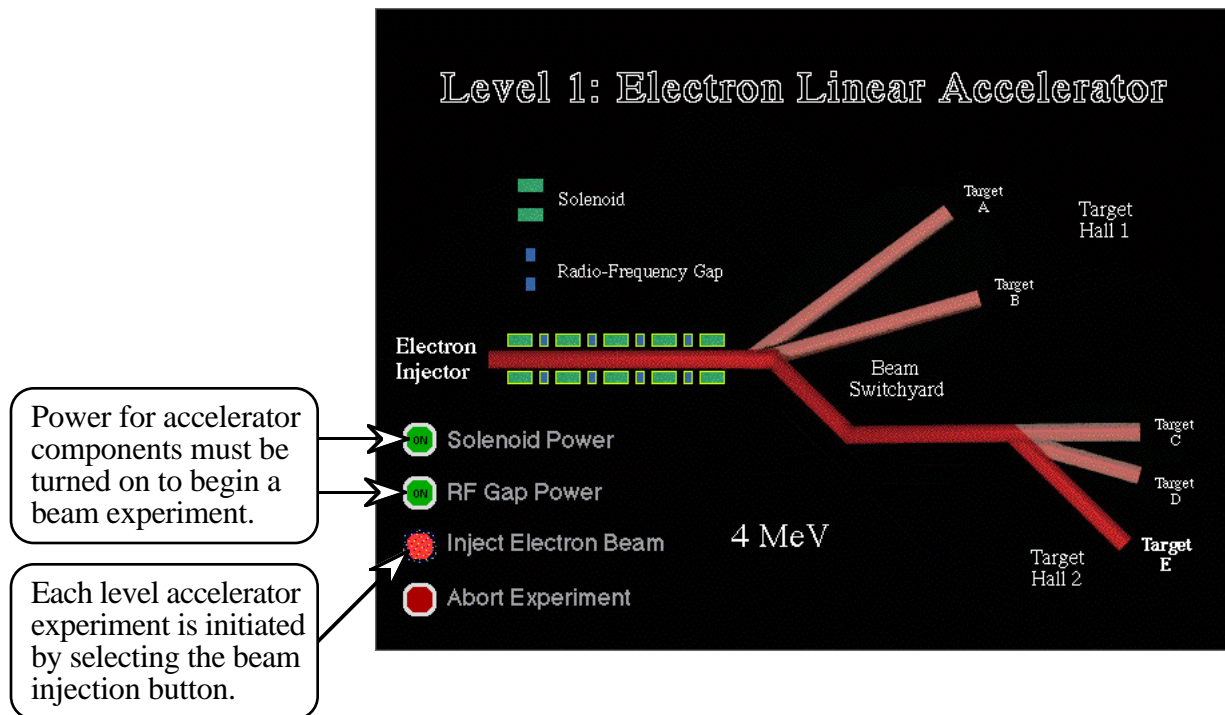 Level 1: Electron Linear Accelerator
Solenoid
Radio-Frequency Gap
Target
A
Target
Hall 1
Target
B
Electron
Injector
Beam
Switchyard
Power for accelerator
components must be
turned on to begin a
beam experiment.
ON
Solenoid Power
ON
RF Gap Power
Inject Electron Beam
4 MeV
Abort Experiment
Target
C
Target
D
Target
E
Target
Hall 2
Each level accelerator
experiment is initiated
by selecting the beam
injection button.